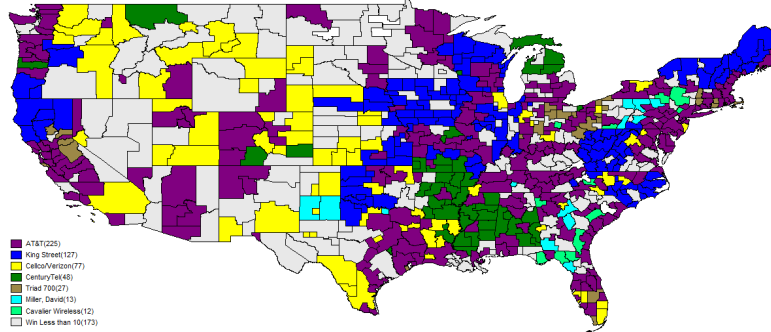 AT&T(225)
King Street(127)
Cellco/Verizon(77)
CenturyTel(48)
Triad 700(27)
Miller, David(13)
Cavalier Wireless(12)
Win Less than 10(173)